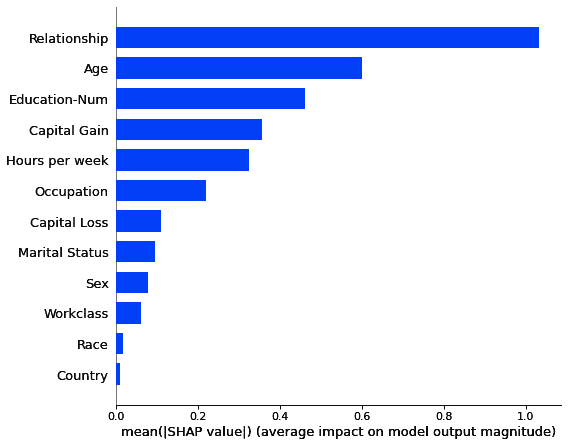 Relationship
Age
Education-Num
Capital Gain
Hours per week
Occupation
Capital Loss
Marital Status
Sex
Workclass
Race
Country
0.0 0.2 0.4 0.6 0.8 1.0
mean(|SHAP value|) (average impact on model output magnitude)